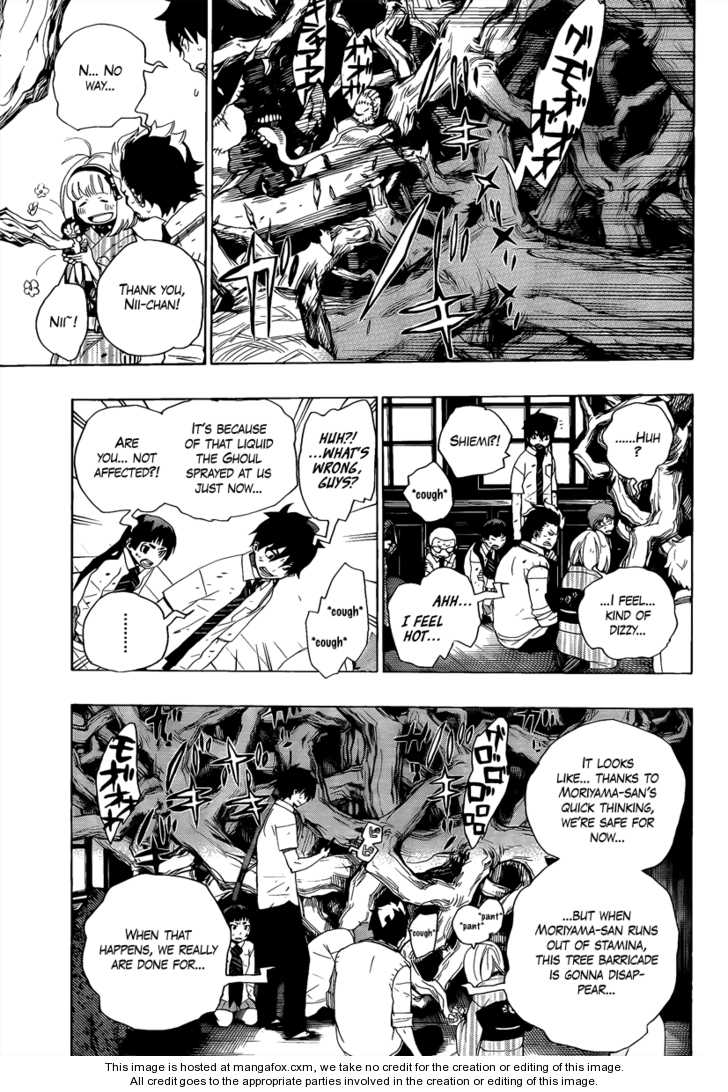 グモオオオ
N... NO
WAY...
THANK YOU,
NII-CHAN!
NII~!
......HUH
?
SHIEMI?!
*COUGH*
...I FEEL...
KIND OF
DIZZY...
AHH...
I FEEL
HOT...
HUH?!
...WHAT'S
WRONG,
GUYS?
IT'S BECAUSE
OF THAT LIQUID
THE GHOUL
SPRAYED AT US
JUST NOW...
ARE
YOU... NOT
AFFECTED?!
*COUGH*
*COUGH*
........
IT LOOKS
LIKE... THANKS TO
MORIYAMA-SAN'S
QUICK THINKING,
WE'RE SAFE FOR
NOW...
...BUT WHEN
MORIYAMA-SAN RUNS
OUT OF STAMINA,
THIS TREE BARRICADE
IS GONNA DISAP-
PEAR...
*PANT*
*PANT*
*COUGH*
WHEN THAT
HAPPENS, WE REALLY
ARE DONE FOR...
This image is hosted at mangafox.cxm, we take no credit for the creation or editing of this image.
All credit goes to the appropriate parties involved in the creation or editing of this image.